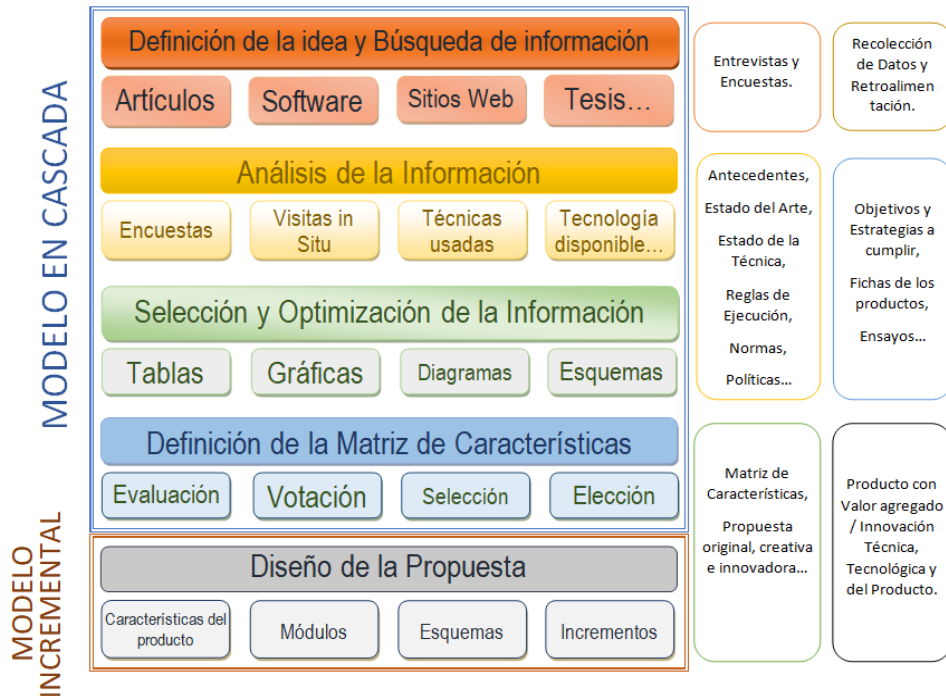 MODELO EN CASCADA
Definición de la idea y Búsqueda de información
Artículos
Software
Sitios Web
Tesis...
Análisis de la Información
Encuestas
Visitas in
Situ
Técnicas
usadas
Tecnología
disponible...
Selección y Optimización de la Información
Tablas
Gráficas
Diagramas
Esquemas
Definición de la Matriz de Características
Evaluación
Votación
Selección
Elección
MODELO
INCREMENTAL
Diseño de la Propuesta
Características del
producto
Módulos
Esquemas
Incrementos
Entrevistas y
Encuestas.
Recolección
de Datos y
Retroalimen
tación.
Antecedentes,
Estado del Arte,
Estado de la
Técnica,
Reglas de
Ejecución,
Normas,
Políticas...
Objetivos y
Estrategias a
cumplir,
Fichas de los
productos,
Ensayos...
Matriz de
Características,
Propuesta
original, creativa
e innovadora...
Producto con
Valor agregado
/ Innovación
Técnica,
Tecnológica y
del Producto.